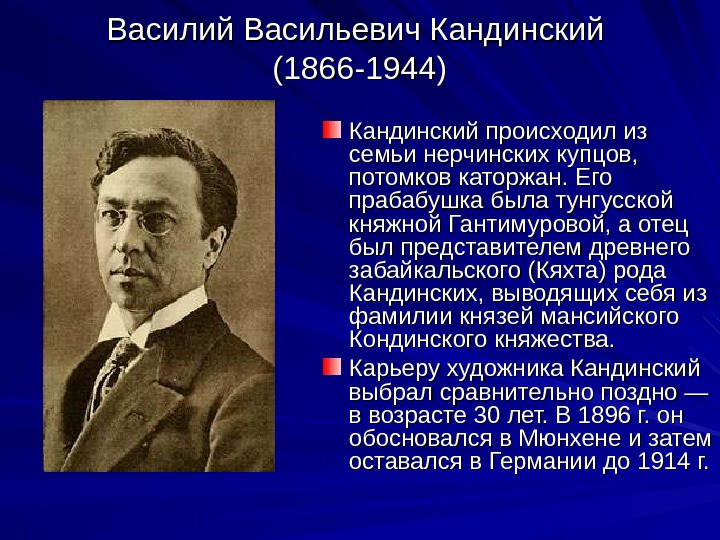 Василий Васильевич Кандинский
(1866-1944)
Кандинский происходил из
семьи нерчинских купцов,
потомков каторжан. Его
прабабушка была тунгусской
княжной Гантимуровой, а отец
был представителем древнего
забайкальского (Кяхта) рода
Кандинских, выводящих себя из
фамилии князей мансийского
Кондинского княжества.
Карьеру художника Кандинский
выбрал сравнительно поздно —
в возрасте 30 лет. В 1896 г. он
обосновался в Мюнхене и затем
оставался в Германии до 1914 г.